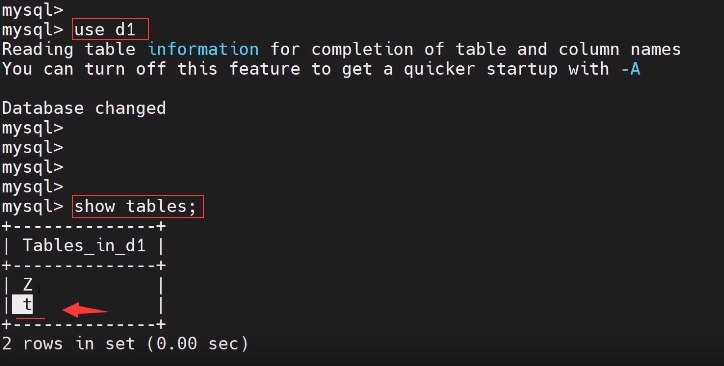 mysql>
mysql> use d1
Reading table information for completion of table and column names
You can turn off this feature to get a quicker startup with -A
Database changed
mysql>
mysql>
mysql>
mysql>
mysql> show tables;
+--------------+
| Tables_in_d1 |
+--------------+
| Z            |
| t            |
+--------------+
2 rows in set (0.00 sec)